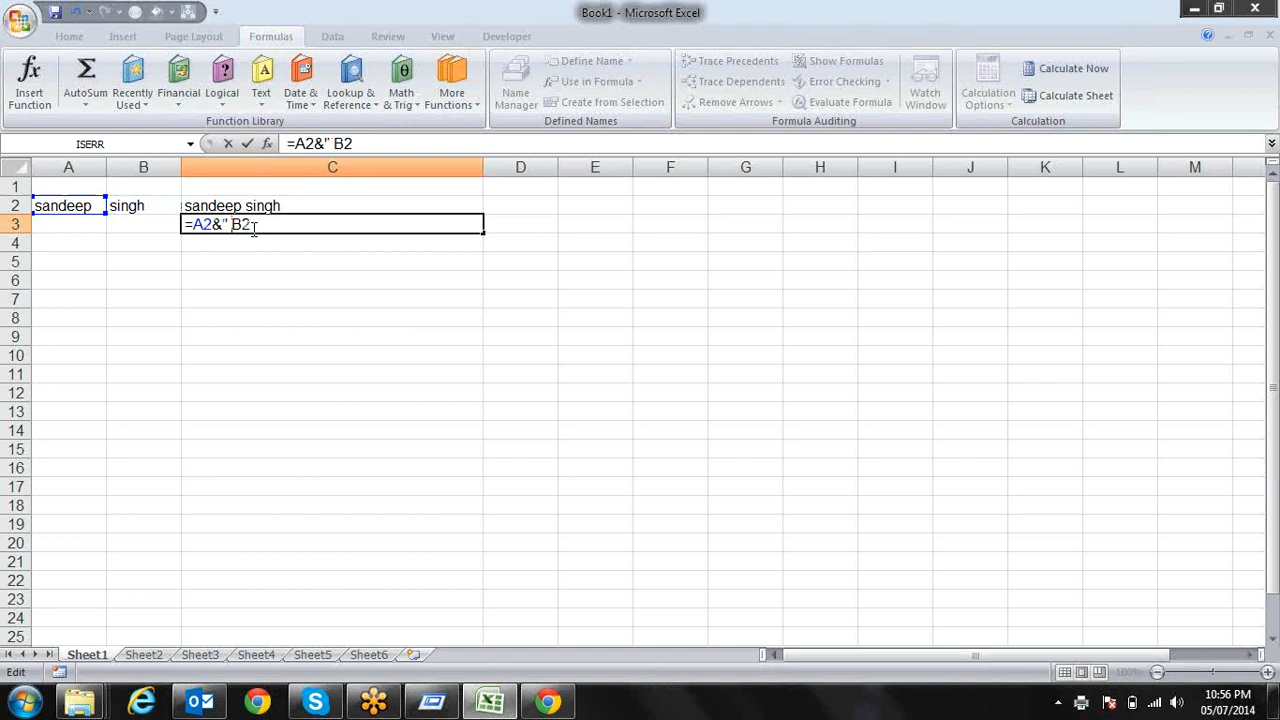 Book1 - Microsoft Excel
Home Insert Page Layout Formulas Data Review View Developer
Insert Function
AutoSum
Recently Used
Financial
Logical
Text
Date & Time
Lookup & Reference
Math & Trig
More Functions
Function Library
Name Manager
Define Name
Use in Formula
Create from Selection
Defined Names
Trace Precedents
Trace Dependents
Remove Arrows
Show Formulas
Error Checking
Evaluate Formula
Watch Window
Formula Auditing
Calculation Options
Calculate Now
Calculate Sheet
Calculation
ISERR fx =A2&" B2
A B C D E F G H I J K L M
1
2 sandeep singh sandeep singh
3 =A2&" B2
4
5
6
7
8
9
10
11
12
13
14
15
16
17
18
19
20
21
22
23
24
25
Sheet1 Sheet2 Sheet3 Sheet4 Sheet5 Sheet6
Edit 100%
10:56 PM
05/07/2014